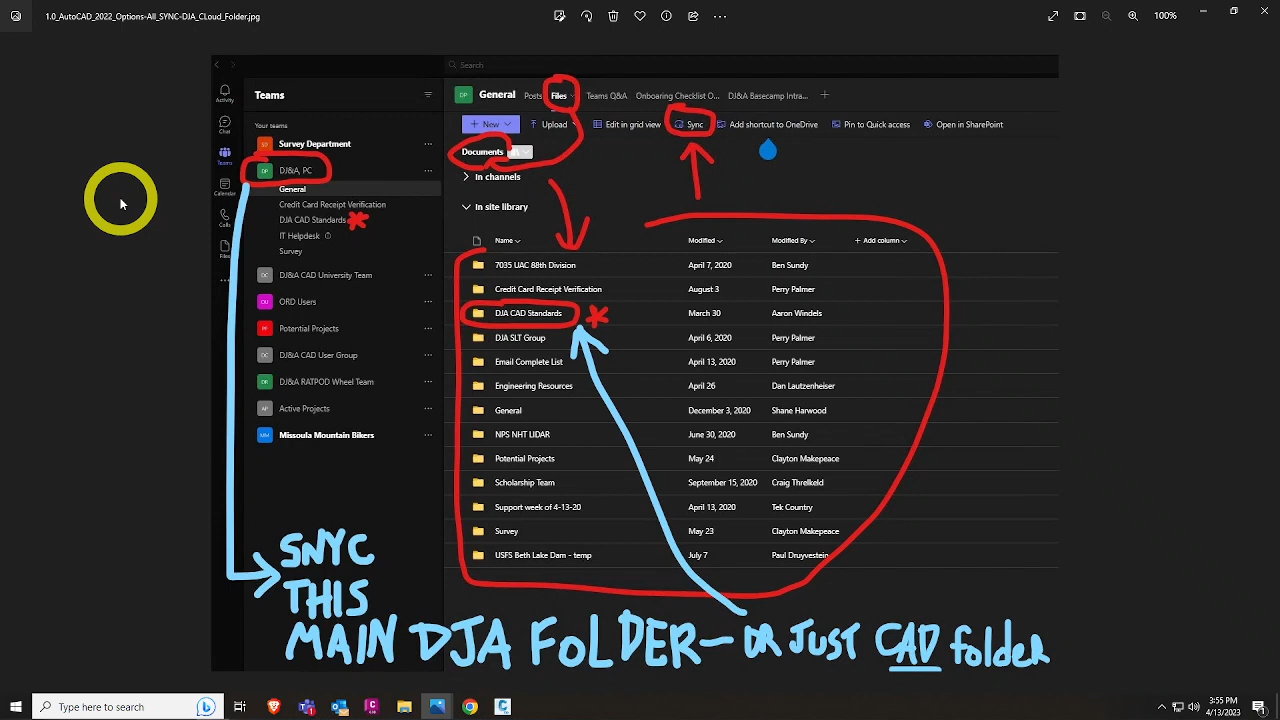 1.0_AutoCAD_2022_Options-All_SYNC-DJA_CLoud_Folder.jpg
100%
Search
Activity
Chat
Teams
Calendar
Calls
Files
Teams
Your teams
Survey Department
DJ&A, PC
General
Credit Card Receipt Verification
DJA CAD Standards
IT Helpdesk
Survey
DJ&A CAD University Team
ORD Users
Potential Projects
DJ&A CAD User Group
DJ&A RATPOD Wheel Team
Active Projects
Missoula Mountain Bikers
General Posts Files Teams Q&A Onboaring Checklist O... DJ&A Basecamp Intra...
New Upload Edit in grid view Sync Add shortcut to OneDrive Pin to Quick access Open in SharePoint
Documents
In channels
In site library
Name Modified Modified By + Add column
7035 UAC 88th Division April 7, 2020 Ben Sundy
Credit Card Receipt Verification August 3 Perry Palmer
DJA CAD Standards March 30 Aaron Windels
DJA SLT Group April 6, 2020 Perry Palmer
Email Complete List April 13, 2020 Perry Palmer
Engineering Resources April 26 Dan Lautzenheiser
General December 3, 2020 Shane Harwood
NPS NHT LIDAR June 30, 2020 Ben Sundy
Potential Projects May 24 Clayton Makepeace
Scholarship Team September 15, 2020 Craig Threlkeld
Support week of 4-13-20 April 13, 2020 Tek Country
Survey May 23 Clayton Makepeace
USFS Beth Lake Dam - temp July 7 Paul Druyvestein
SNYC
THIS
MAIN DJA FOLDER - OR JUST CAD folder
Type here to search
3:55 PM
4/13/2023